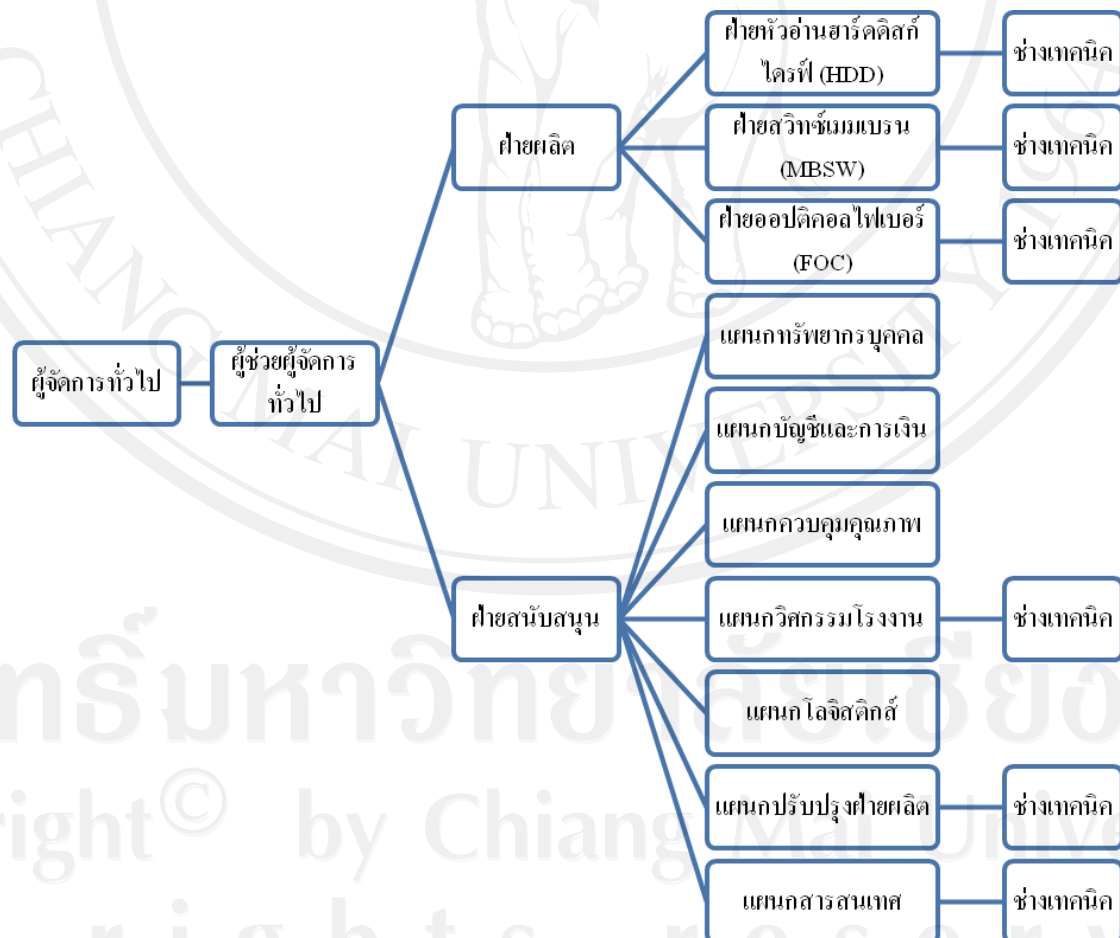 ผู้จัดการทั่วไป
ผู้ช่วยผู้จัดการ
ทั่วไป
ฝ่ายผลิต
ฝ่ายหัวอ่านฮาร์ดดิสก์
ไดรฟ์ (HDD)
ช่างเทคนิค
ฝ่ายสวิทซ์เมมเบรน
(MBSW)
ช่างเทคนิค
ฝ่ายออปติคอลไฟเบอร์
(FOC)
ช่างเทคนิค
ฝ่ายสนับสนุน
แผนกทรัพยากรบุคคล
แผนกบัญชีและการเงิน
แผนกควบคุมคุณภาพ
แผนกวิศกรรมโรงงาน
ช่างเทคนิค
แผนกโลจิสติกส์
แผนกปรับปรุงฝ่ายผลิต
ช่างเทคนิค
แผนกสารสนเทศ
ช่างเทคนิค
CHIANG MAI UNIVERSITY 1964
by Chiang Mai